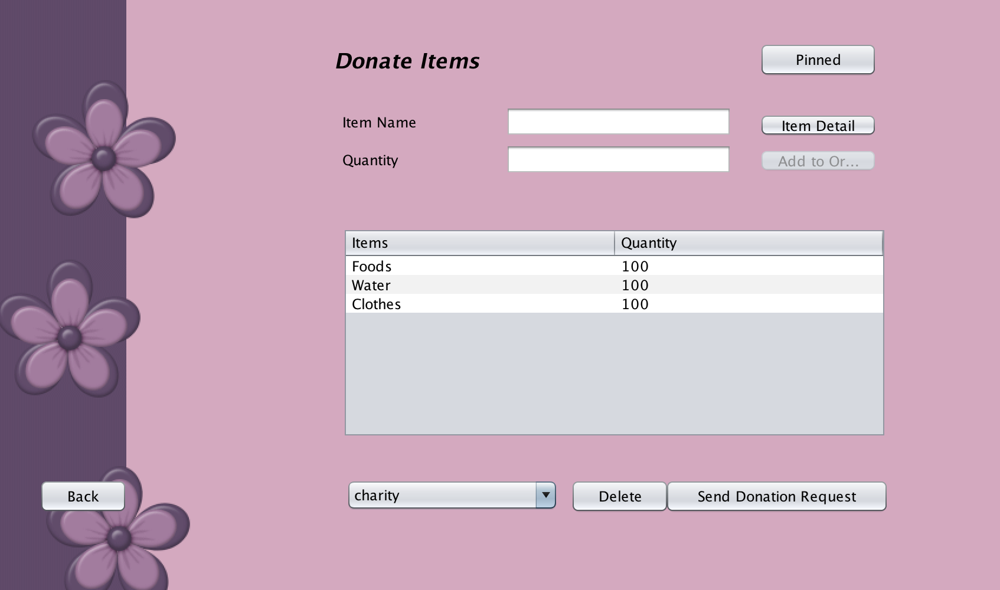 Donate Items
Pinned
Item Name
Item Detail
Quantity
Add to Or...
Items Quantity
Foods 100
Water 100
Clothes 100
Back
charity
Delete
Send Donation Request